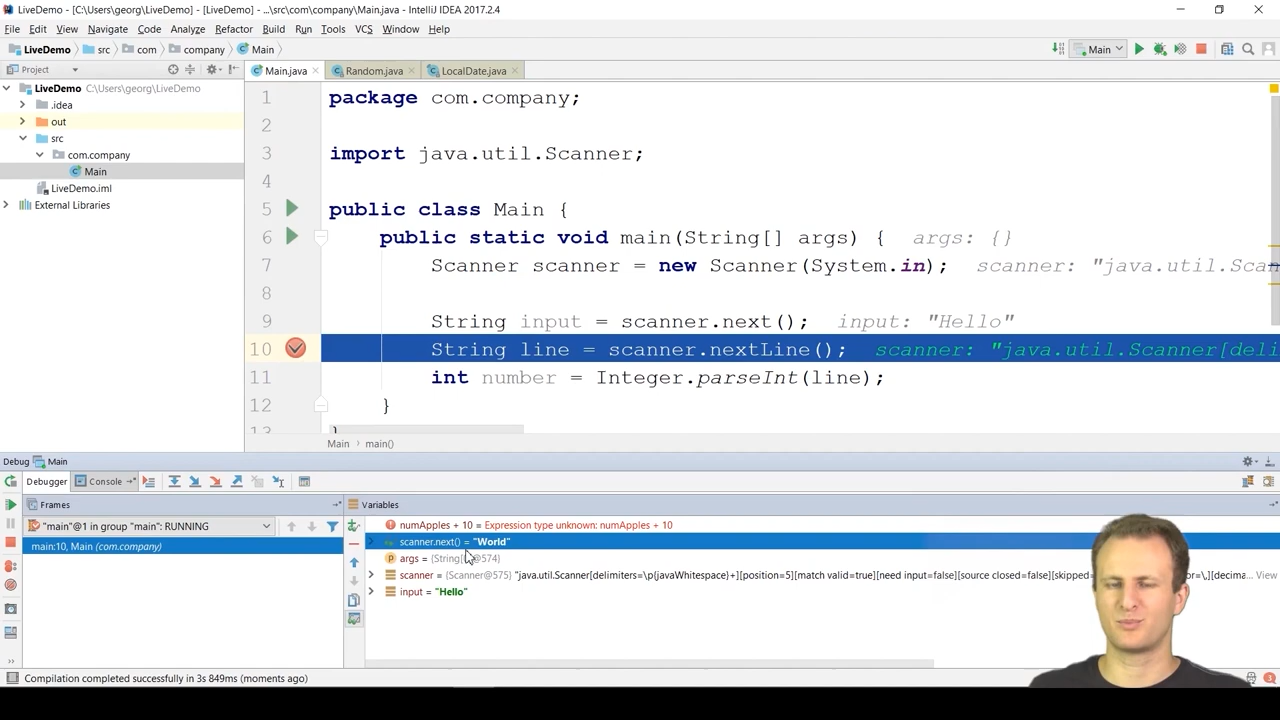 LiveDemo - [C:\Users\georg\LiveDemo] - [LiveDemo] - ...\src\com\company\Main.java - IntelliJ IDEA 2017.2.4
File Edit View Navigate Code Analyze Refactor Build Run Tools VCS Window Help
LiveDemo src com company Main
Main
Project
Main.java Random.java LocalDate.java
LiveDemo C:\Users\georg\LiveDemo
.idea
out
src
com.company
Main
LiveDemo.iml
External Libraries
1 package com.company;
2
3 import java.util.Scanner;
4
5 public class Main {
6 public static void main(String[] args) { args: {}
7 Scanner scanner = new Scanner(System.in); scanner: "java.util.Scan
8
9 String input = scanner.next(); input: "Hello"
10 String line = scanner.nextLine(); scanner: "java.util.Scanner[deli
11 int number = Integer.parseInt(line);
12 }
13 }
Main main()
Debug Main
Debugger Console
Frames
Variables
"main"@1 in group "main": RUNNING
main:10, Main (com.company)
numApples + 10 = Expression type unknown: numApples + 10
scanner.next() = "World"
args = @574)
scanner = {Scanner@575} "java.util.Scanner[delimiters=\p{javaWhitespace}+][position=5][match valid=true][need input=false][source closed=false][skipped= [decima... View
input = "Hello"
Compilation completed successfully in 3s 849ms (moments ago)
3